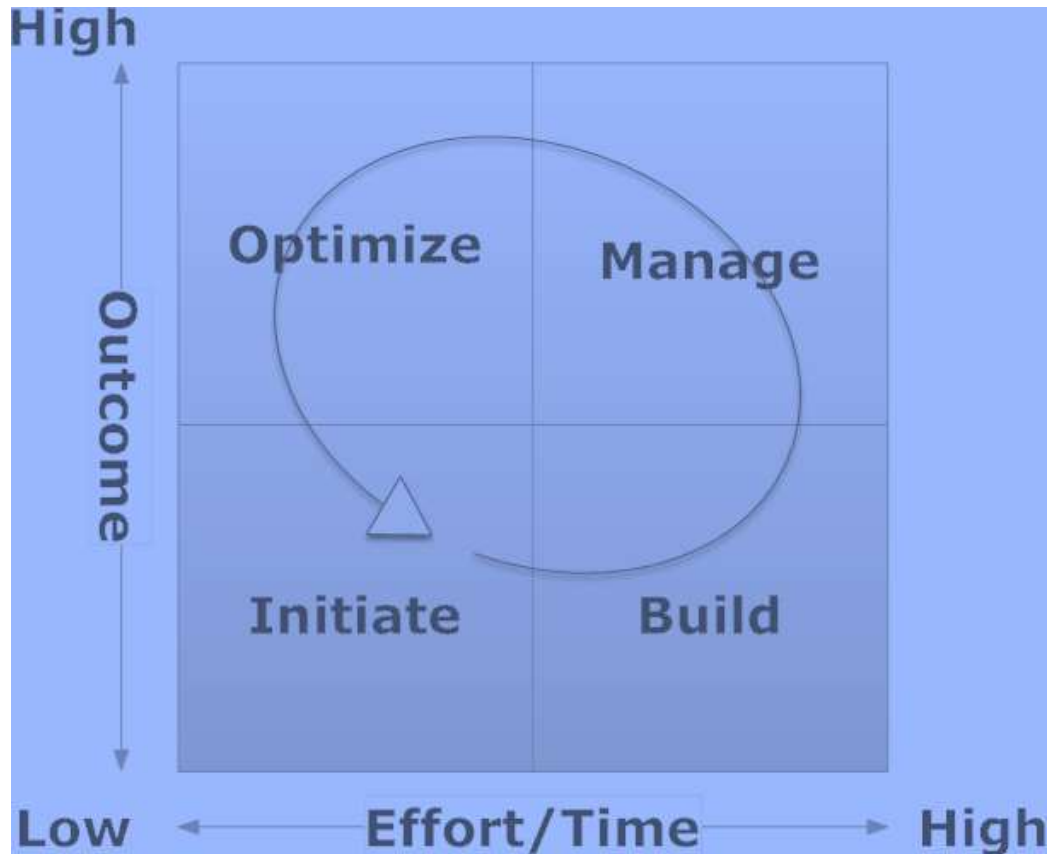 High
Optimize
Manage
Outcome
Initiate
Build
Low
Effort/Time
High